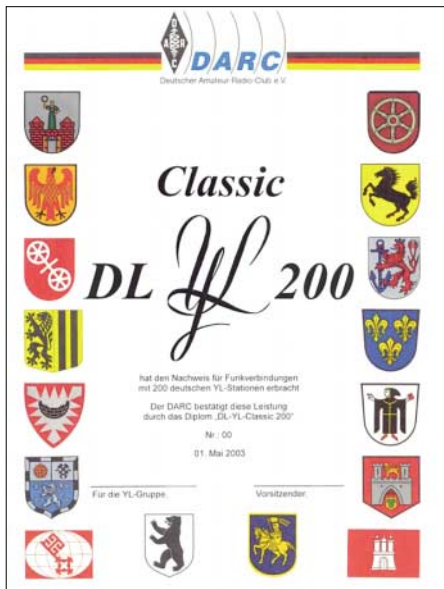 DARC
DARC
Deutscher Amateur-Radio-Club e.V.
Classic
DL YL 200
hat den Nachweis für Funkverbindungen
mit 200 deutschen YL-Stationen erbracht
Der DARC bestätigt diese Leistung
durch das Diplom „DL-YL-Classic 200"
Nr.: 00
01. Mai 2003
Für die YL-Gruppe. Vorsitzender.